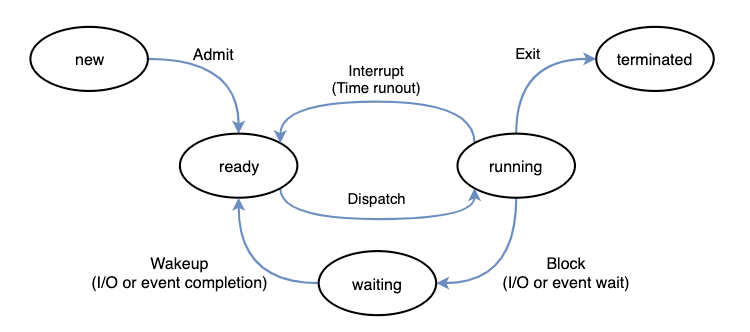 new
Admit
Interrupt
(Time runout)
Exit
terminated
ready
running
Dispatch
Wakeup
(I/O or event completion)
waiting
Block
(I/O or event wait)